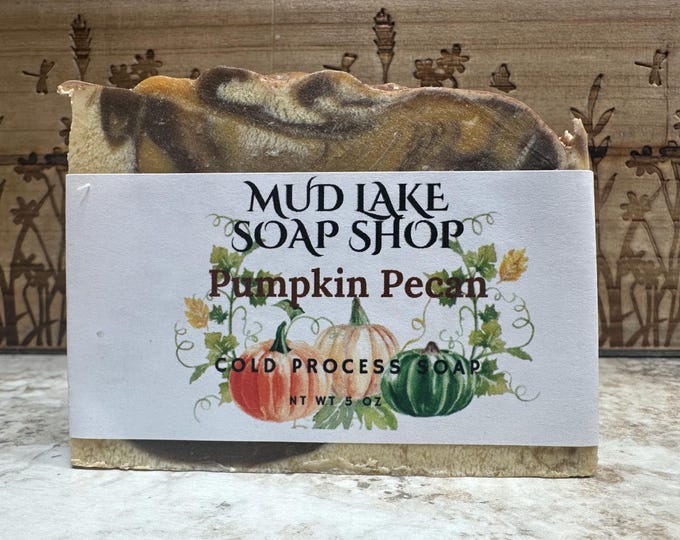 MUD LAKE
SOAP SHOP
Pumpkin Pecan
COLD PROCESS SOAP
NT WT 5 OZ